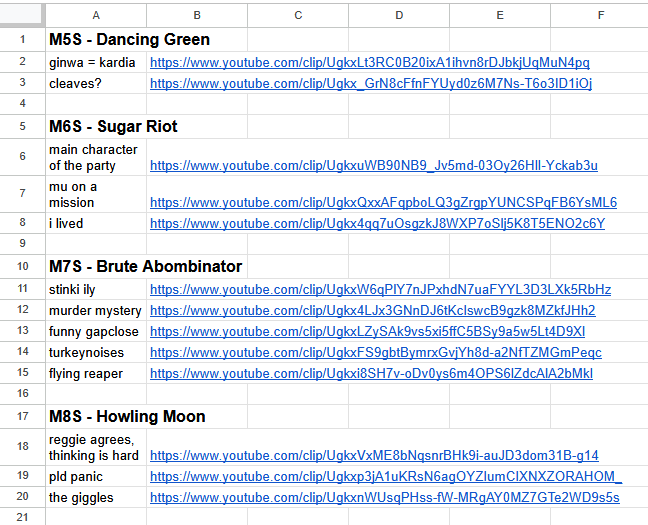 A B C D E F
1 M5S - Dancing Green
2 ginwa = kardia https://www.youtube.com/clip/UgkxLt3RC0B20ixA1ihvn8rDJbkjUqMuN4pq
3 cleaves? https://www.youtube.com/clip/Ugkx_GrN8cFfnFYUyd0z6M7Ns-T6o3ID1iOj
4
5 M6S - Sugar Riot
main character
6 of the party https://www.youtube.com/clip/UgkxuWB90NB9_Jv5md-03Oy26HIl-Yckab3u
mu on a
7 mission https://www.youtube.com/clip/UgkxQxxAFqpboLQ3gZrgpYUNCSPqFB6YsML6
8 i lived https://www.youtube.com/clip/Ugkx4qq7uOsgzkJ8WXP7oSlj5K8T5ENO2c6Y
9
10 M7S - Brute Abombinator
11 stinki ily https://www.youtube.com/clip/UgkxW6qPlY7nJPxhdN7uaFYYL3D3LXk5RbHz
12 murder mystery https://www.youtube.com/clip/Ugkx4LJx3GNnDJ6tKcIswcB9gzk8MZkfJHh2
13 funny gapclose https://www.youtube.com/clip/UgkxLZySAk9vs5xi5ffC5BSy9a5w5Lt4D9Xl
14 turkeynoises https://www.youtube.com/clip/UgkxFS9gbtBymrxGvjYh8d-a2NfTZMGmPeqc
15 flying reaper https://www.youtube.com/clip/Ugkxi8SH7v-oDv0ys6m4OPS6lZdcAlA2bMkl
16
17 M8S - Howling Moon
reggie agrees,
18 thinking is hard https://www.youtube.com/clip/UgkxVxME8bNqsnrBHk9i-auJD3dom31B-g14
19 pld panic https://www.youtube.com/clip/Ugkxp3jA1uKRsN6agOYZlumCIXNXZORAHOM_
20 the giggles https://www.youtube.com/clip/UgkxnWUsqPHss-fW-MRgAY0MZ7GTe2WD9s5s
21